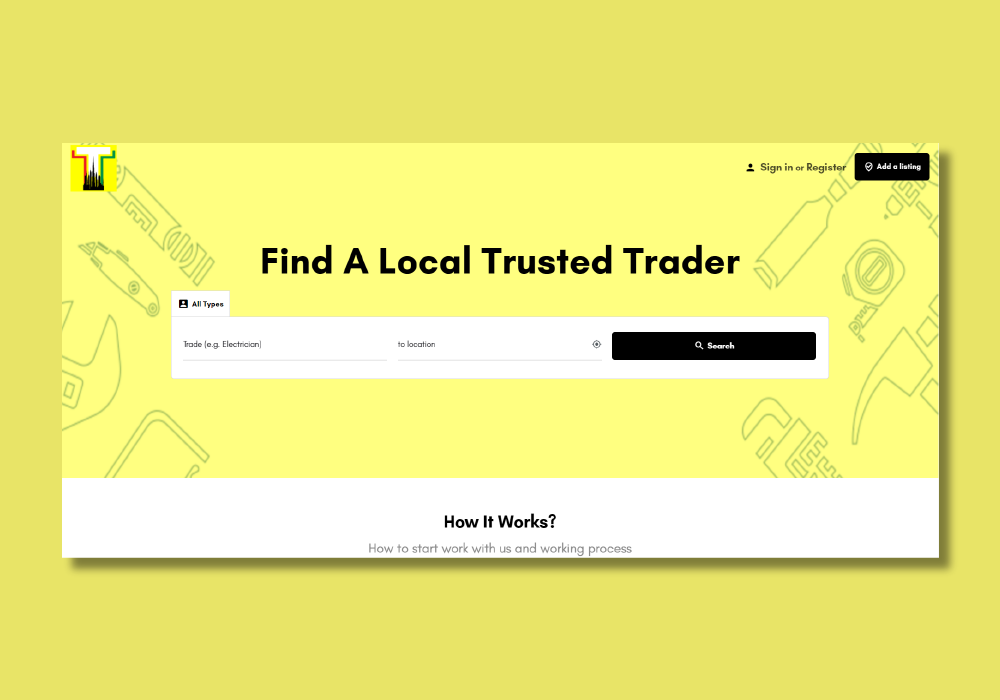 T
Sign in or Register
Add a listing
Find A Local Trusted Trader
All Types
Trade (e.g. Electrician)
to location
Search
How It Works?
How to start work with us and working process